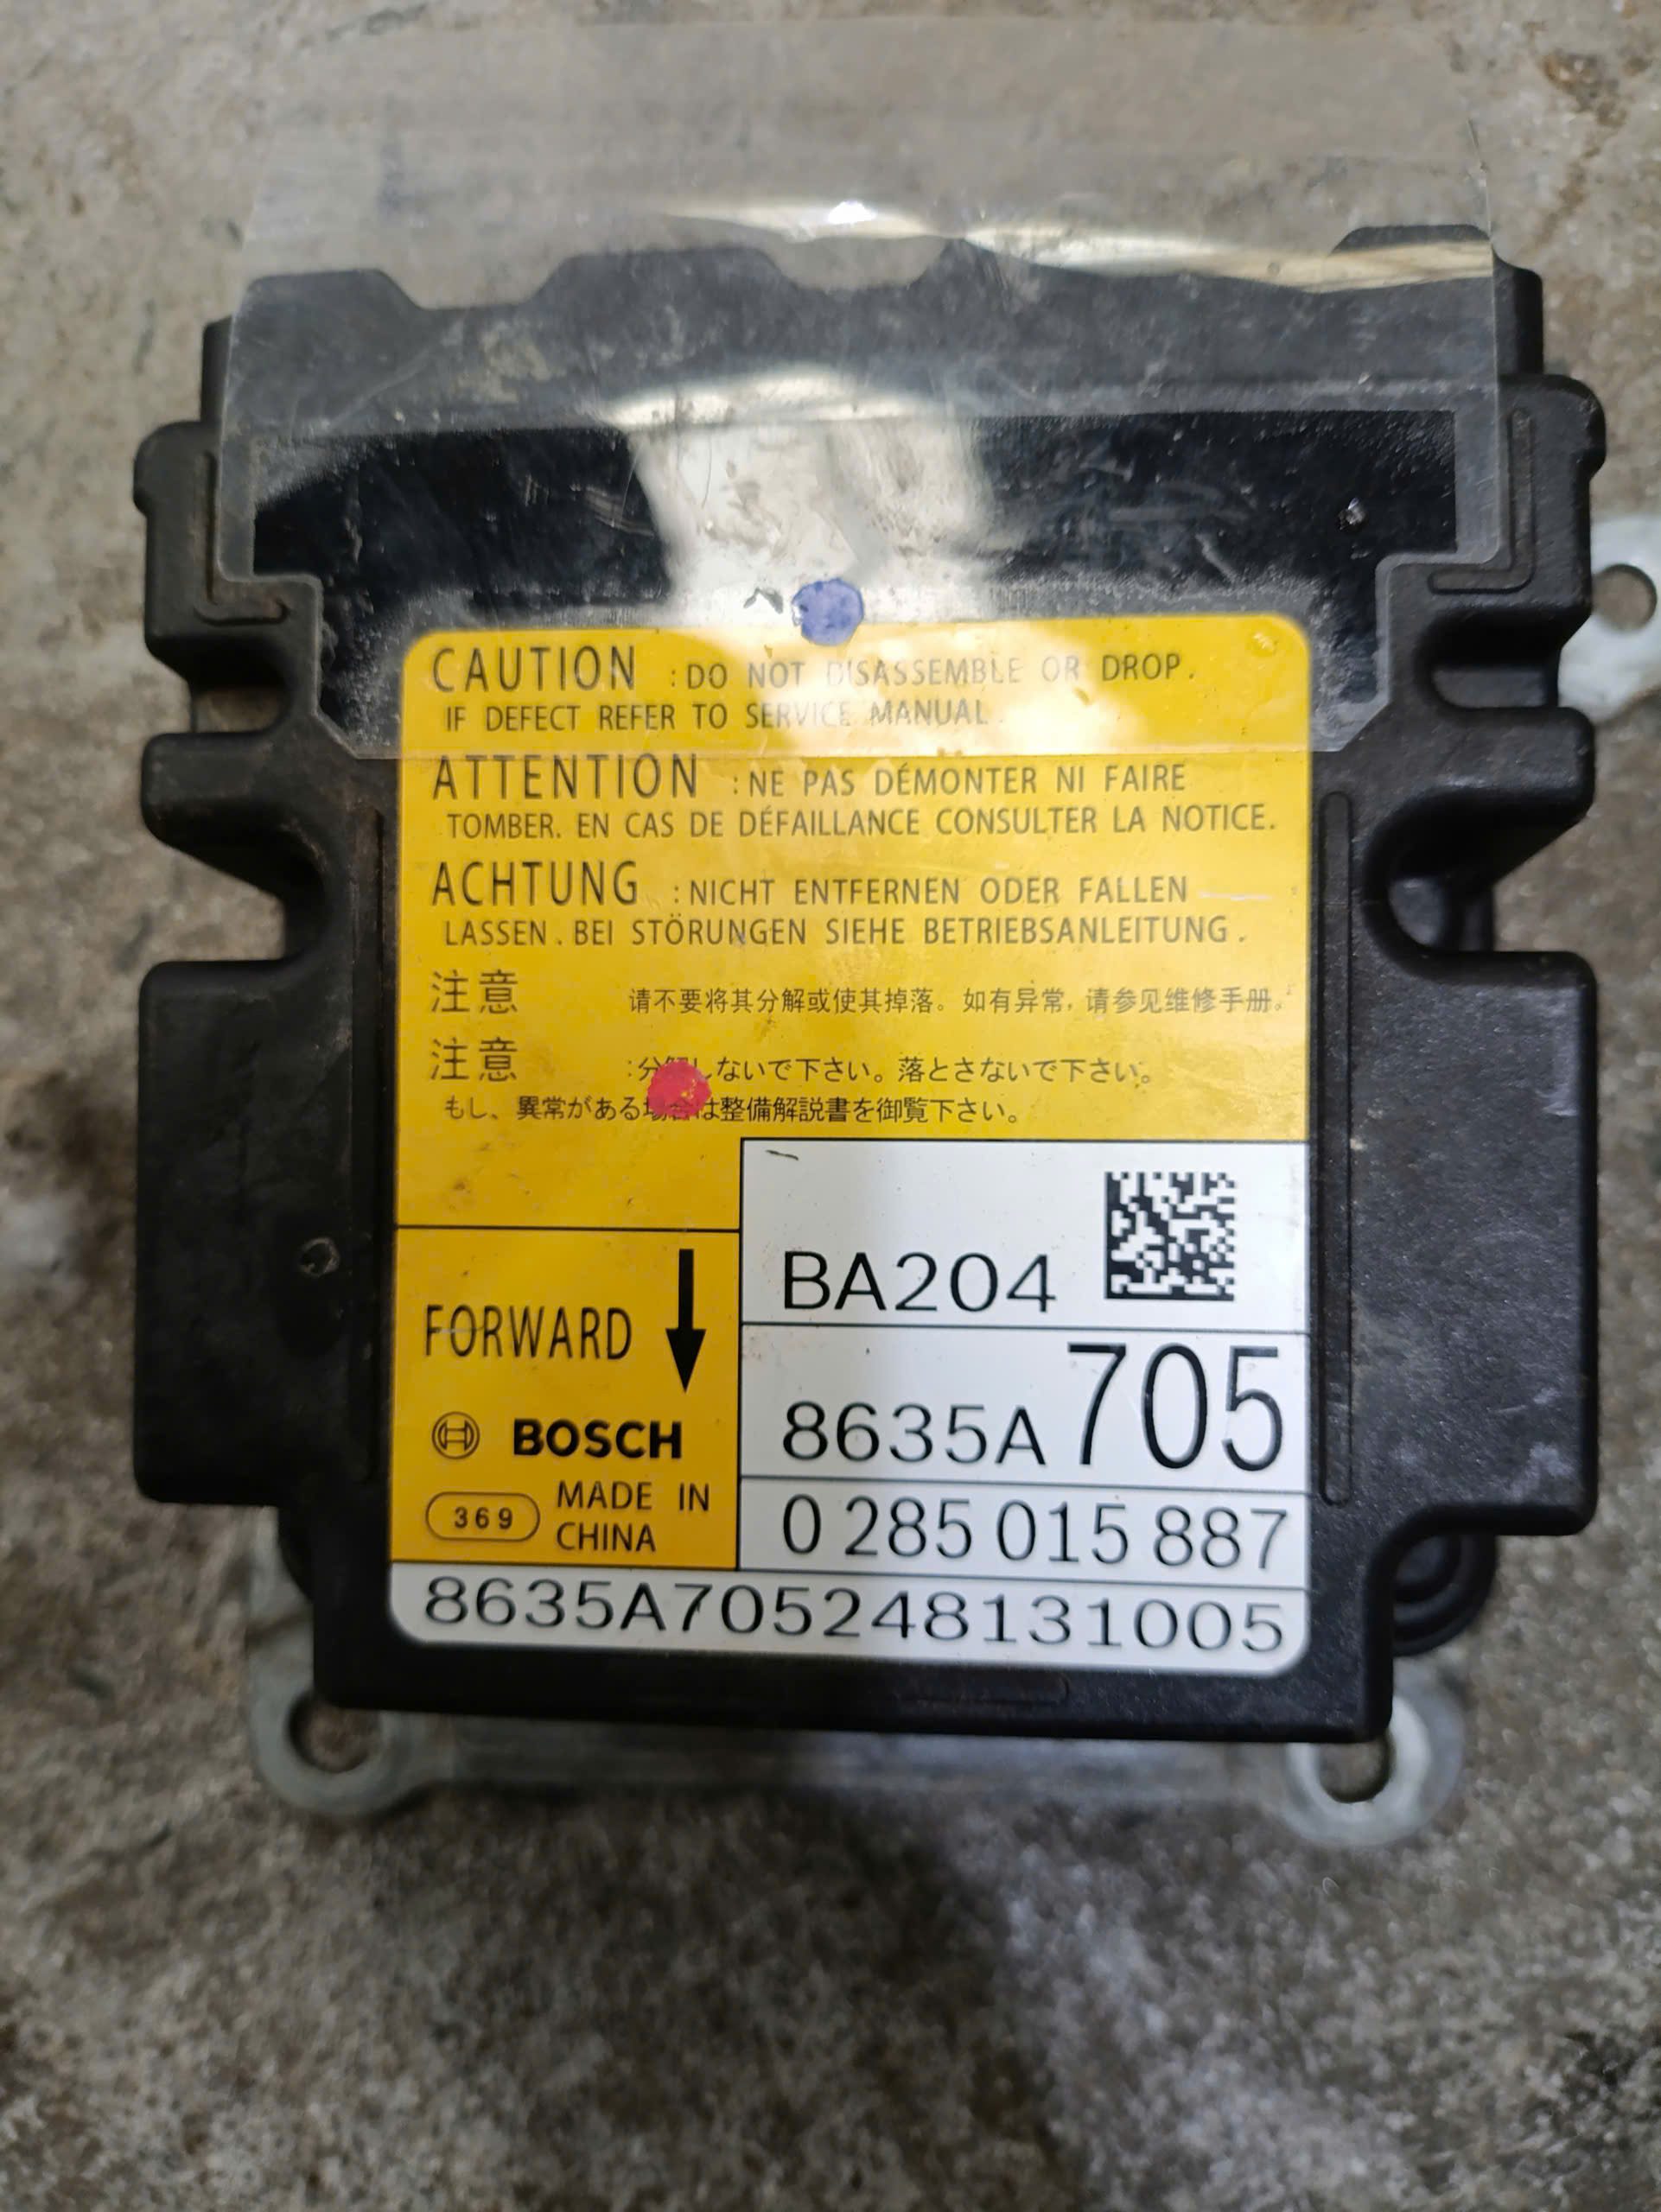 CAUTION : DO NOT DISASSEMBLE OR DROP.
IF DEFECT REFER TO SERVICE MANUAL.
ATTENTION : NE PAS DÉMONTER NI FAIRE
TOMBER. EN CAS DE DÉFAILLANCE CONSULTER LA NOTICE.
ACHTUNG : NICHT ENTFERNEN ODER FALLEN
LASSEN. BEI STÖRUNGEN SIEHE BETRIEBSANLEITUNG.
注意 请不要将其分解或使其掉落。如有异常, 请参见维修手册。
注意 :分解しないで下さい。落とさないで下さい。
もし、異常がある場合は整備解説書を御覧下さい。
BA204
FORWARD
8635A 705
BOSCH
369 MADE IN
CHINA
0 285 015 887
8635A705248131005